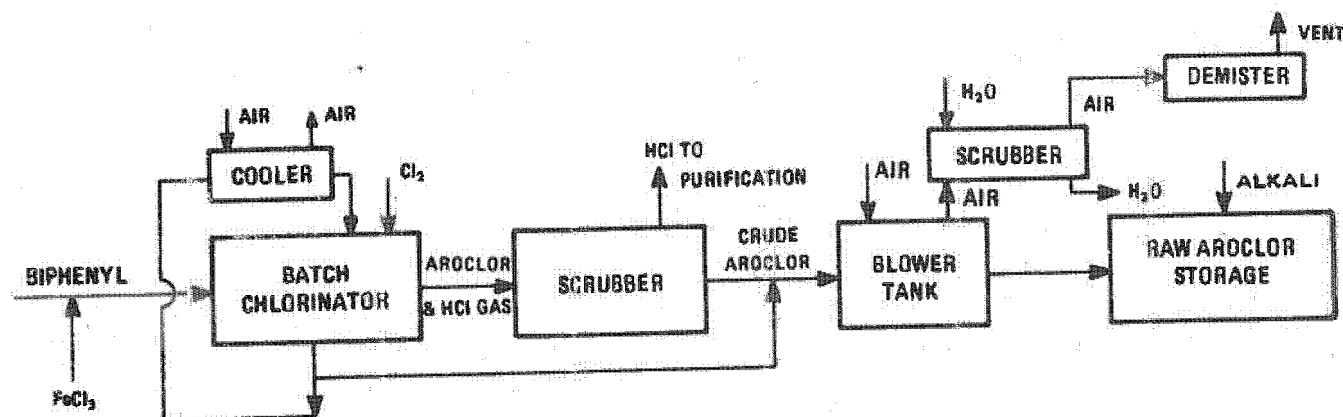 VENT
DEMISTER
H₂O
AIR
AIR
AIR
SCRUBBER
COOLER
Cl₂
HCl TO
PURIFICATION
AIR
AIR
H₂O
ALKALI
BIPHENYL
BATCH
CHLORINATOR
AROCLOR
& HCl GAS
SCRUBBER
CRUDE
AROCLOR
BLOWER
TANK
RAW AROCLOR
STORAGE
FeCl₃